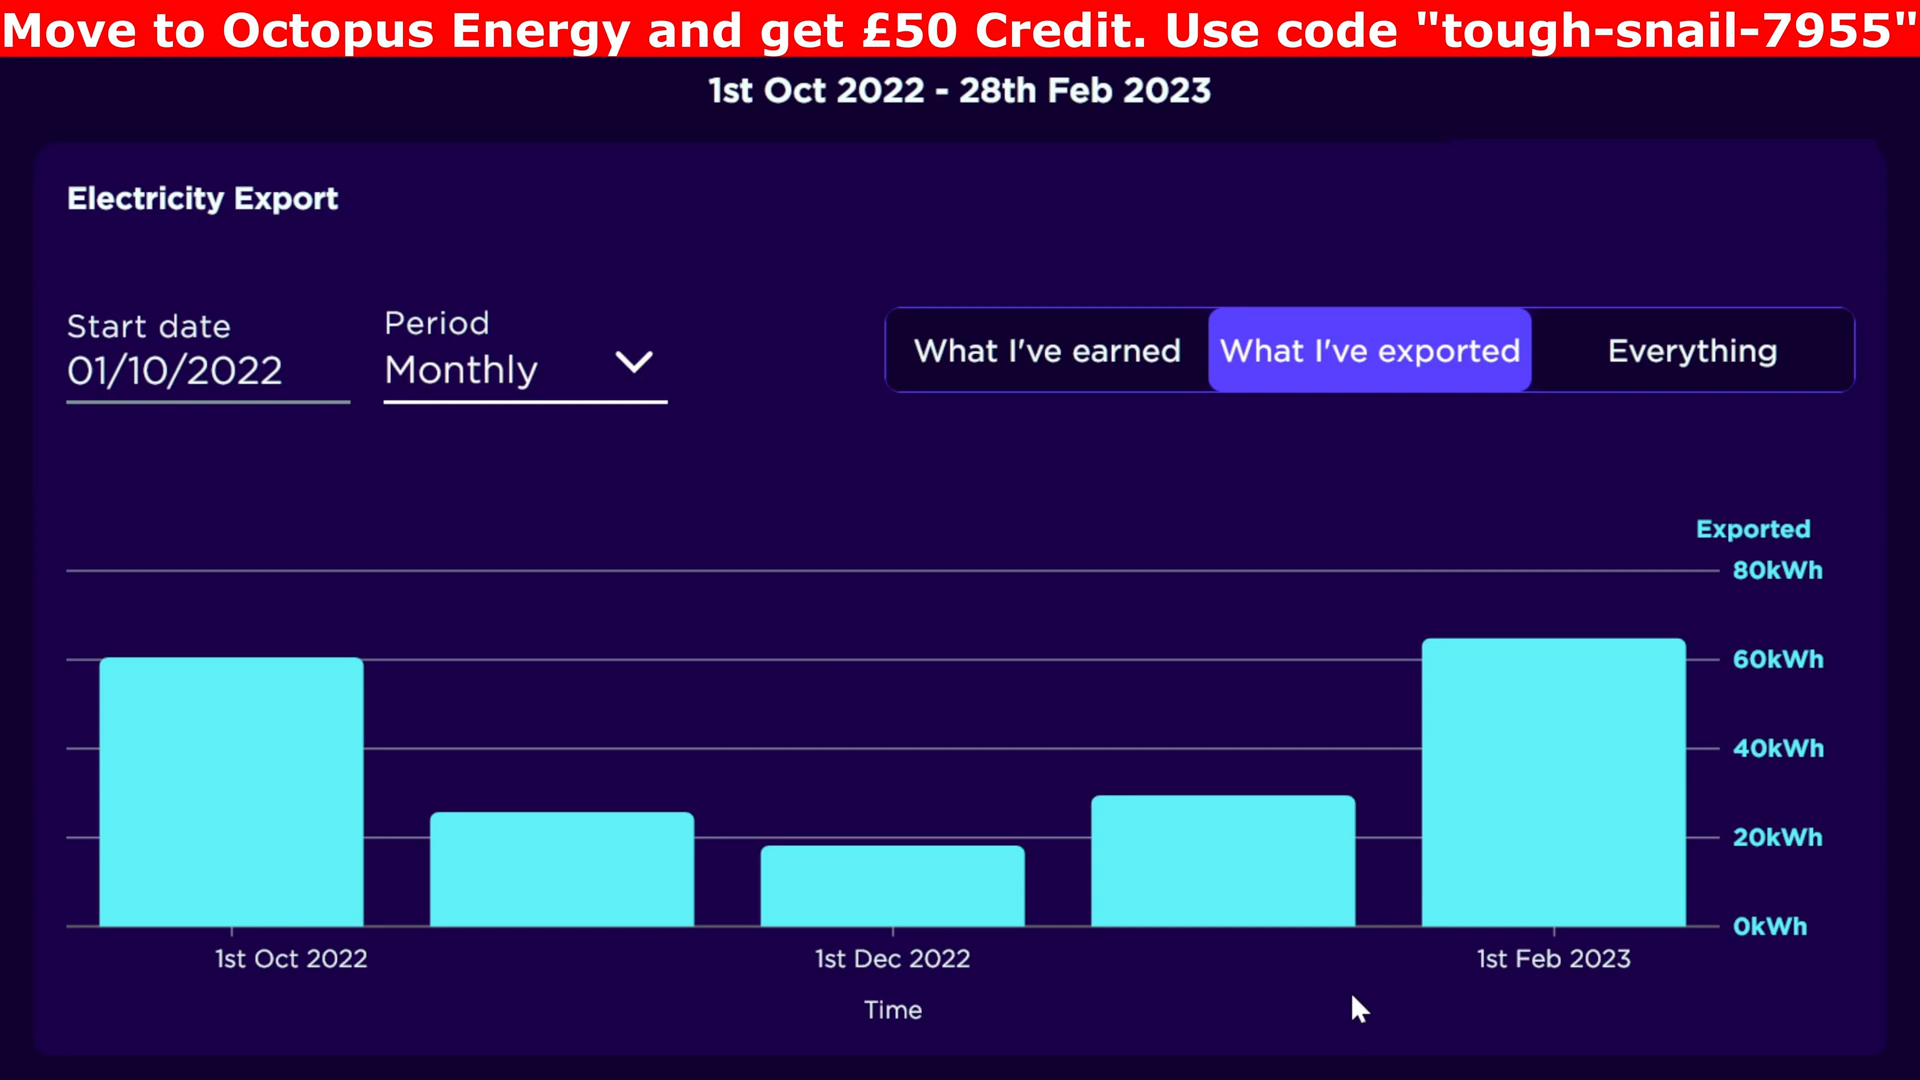 Move to Octopus Energy and get £50 Credit. Use code "tough-snail-7955"
1st Oct 2022 - 28th Feb 2023
Electricity Export
Start date
01/10/2022
Period
Monthly
What I've earned
What I've exported
Everything
Exported
80kWh
60kWh
40kWh
20kWh
0kWh
1st Oct 2022
1st Dec 2022
1st Feb 2023
Time